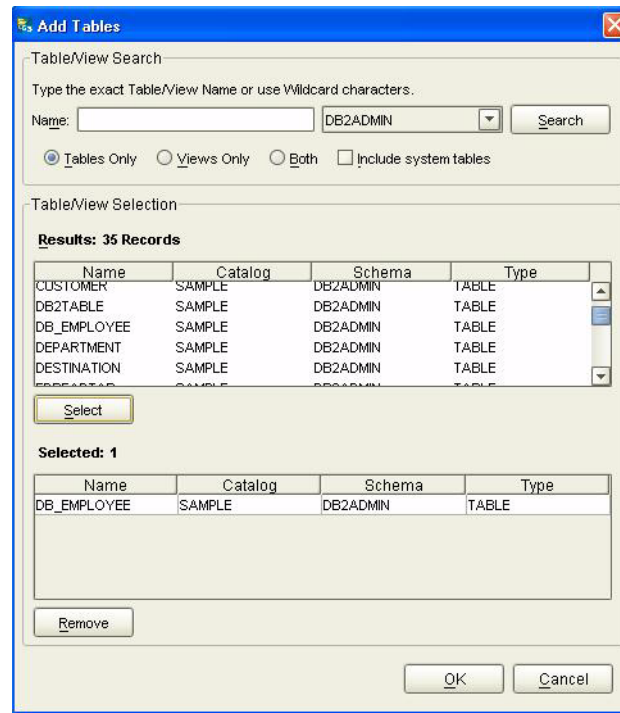 Add Tables
Table/View Search
Type the exact Table/View Name or use Wildcard characters.
Name: DB2ADMIN Search
Tables Only Views Only Both Include system tables
Table/View Selection
Results: 35 Records
Name Catalog Schema Type
CUSTOMER SAMPLE DB2ADMIN TABLE
DB2TABLE SAMPLE DB2ADMIN TABLE
DB_EMPLOYEE SAMPLE DB2ADMIN TABLE
DEPARTMENT SAMPLE DB2ADMIN TABLE
DESTINATION SAMPLE DB2ADMIN TABLE
Select
Selected: 1
Name Catalog Schema Type
DB_EMPLOYEE SAMPLE DB2ADMIN TABLE
Remove
OK Cancel